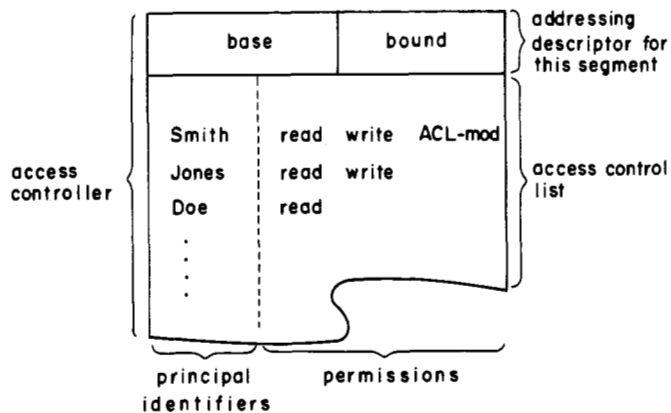 base bound
addressing
descriptor for
this segment
Smith read write ACL-mod
Jones read write
Doe read
access
controller
access control
list
principal
identifiers
permissions